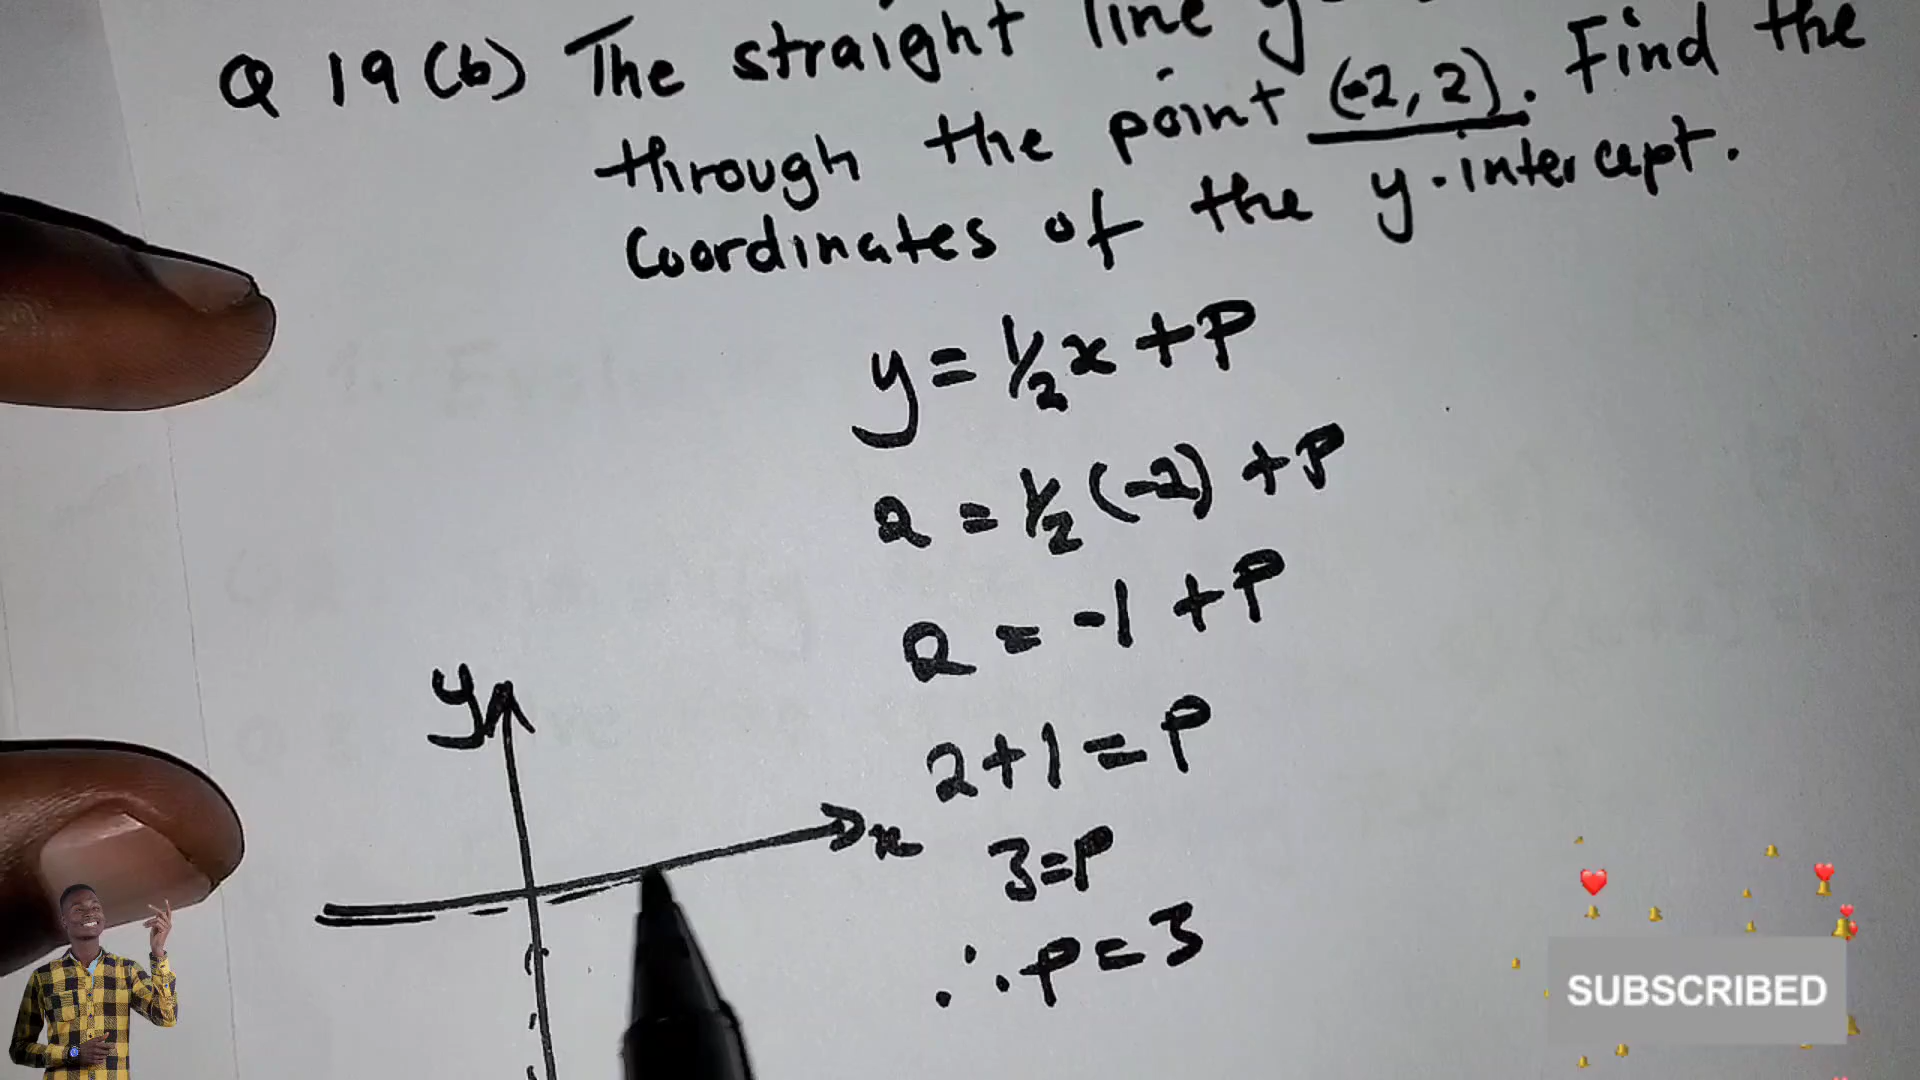 Q 19 (b) The straight line y
through the point (-2, 2). Find the
Coordinates of the y-intercept.
y = 1/2 x + P
2 = 1/2 (-2) + P
2 = -1 + P
2 + 1 = P
3 = P
∴ P = 3
y
x
SUBSCRIBED